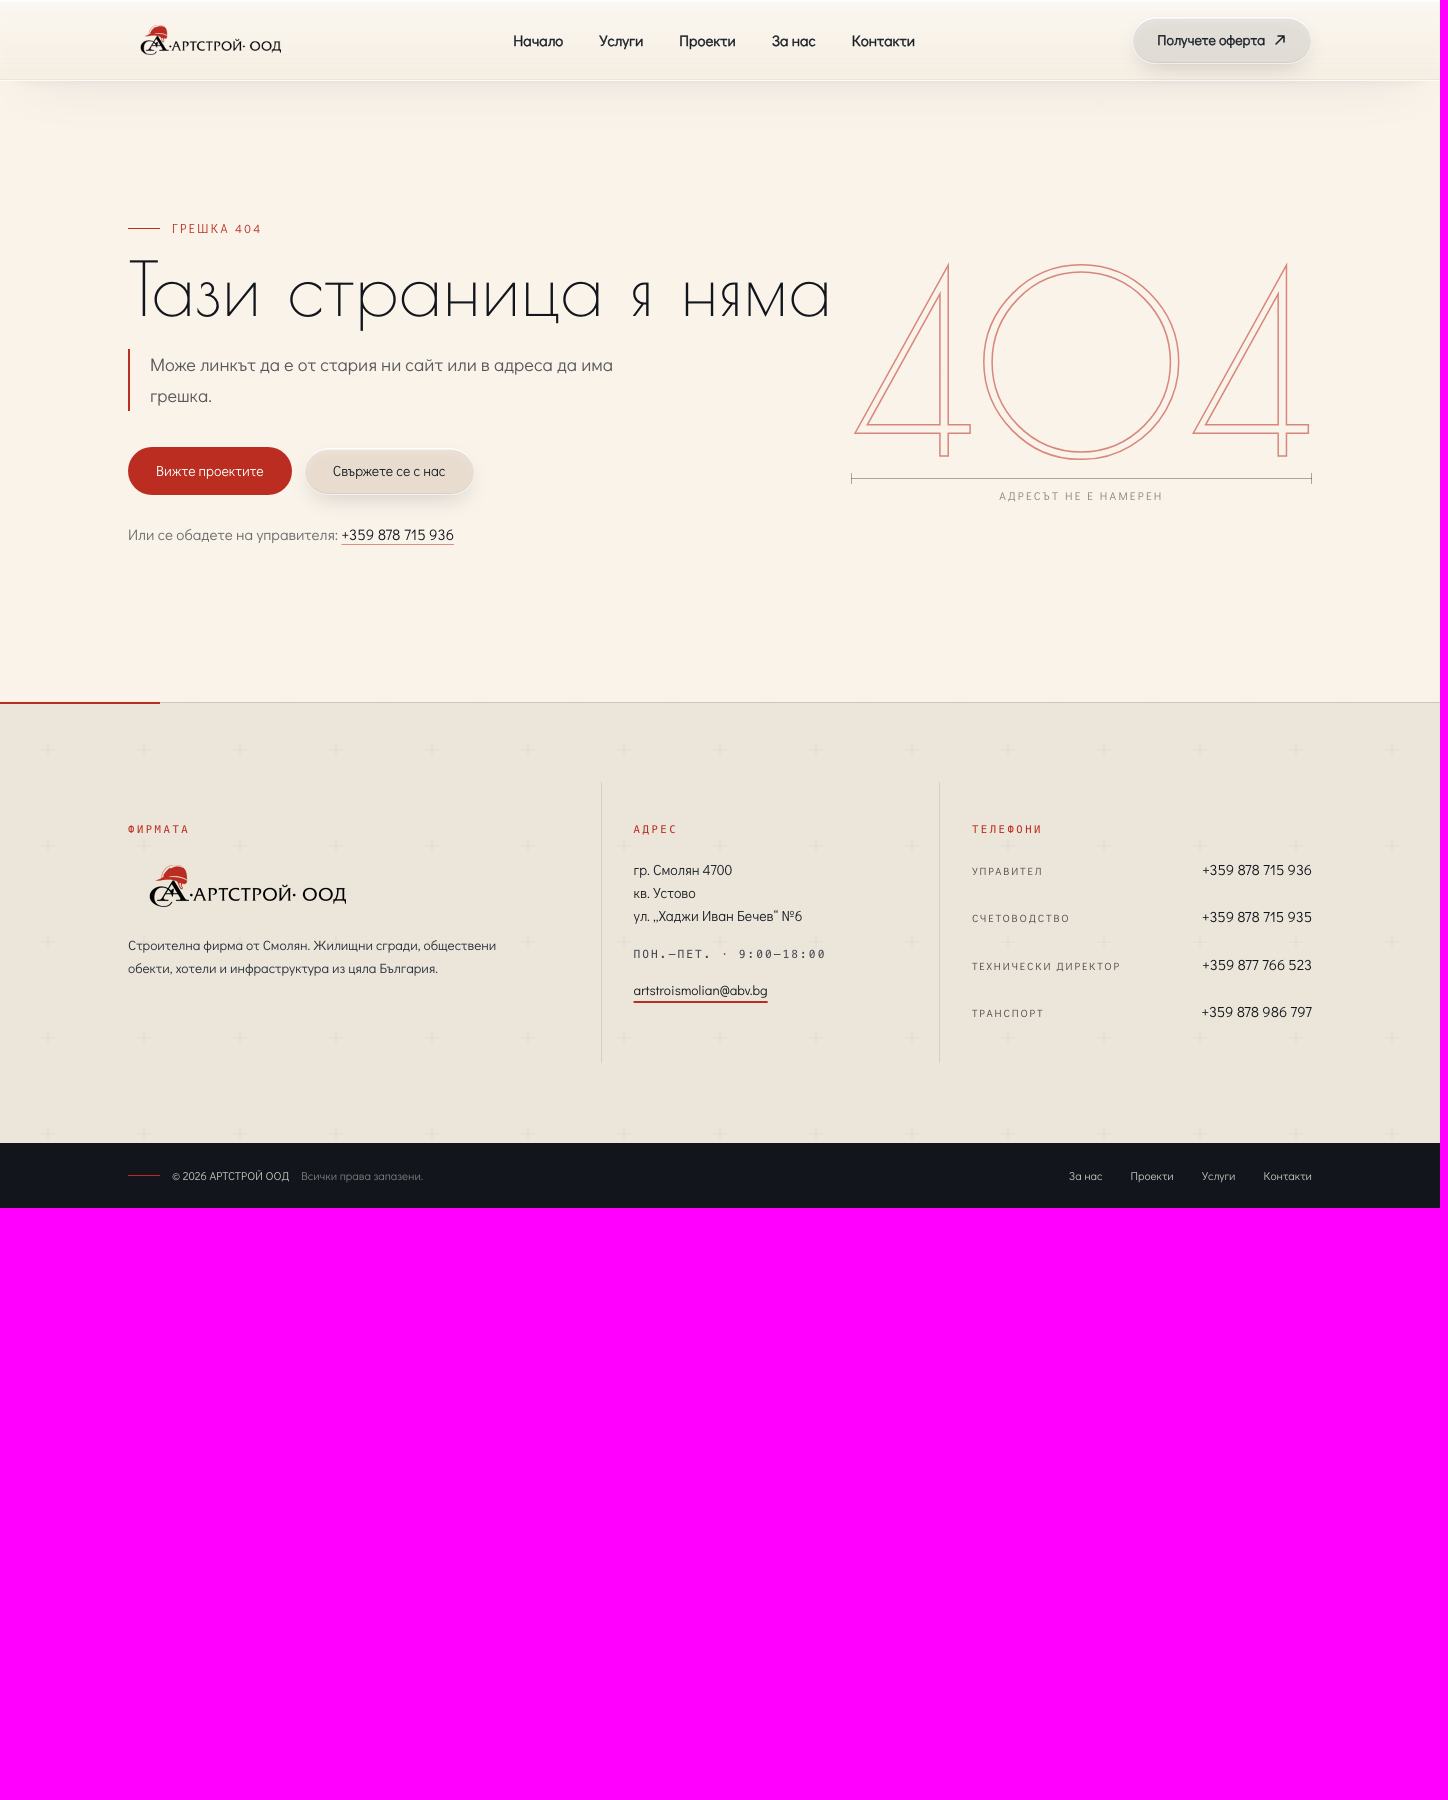 А·АРТСТРОЙ· ООД
Начало
Услуги
Проекти
За нас
Контакти
Получете оферта
ГРЕШКА 404
Тази страница я няма
Може линкът да е от стария ни сайт или в адреса да има
грешка.
Вижте проектите
Свържете се с нас
Или се обадете на управителя: +359 878 715 936
404
АДРЕСЪТ НЕ Е НАМЕРЕН
ФИРМАТА
А·АРТСТРОЙ· ООД
Строителна фирма от Смолян. Жилищни сгради, обществени
обекти, хотели и инфраструктура из цяла България.
АДРЕС
гр. Смолян 4700
кв. Устово
ул. „Хаджи Иван Бечев“ №6
ПОН.–ПЕТ. · 9:00–18:00
artstroismolian@abv.bg
ТЕЛЕФОНИ
УПРАВИТЕЛ +359 878 715 936
СЧЕТОВОДСТВО +359 878 715 935
ТЕХНИЧЕСКИ ДИРЕКТОР +359 877 766 523
ТРАНСПОРТ +359 878 986 797
© 2026 АРТСТРОЙ ООД Всички права запазени.
За нас
Проекти
Услуги
Контакти